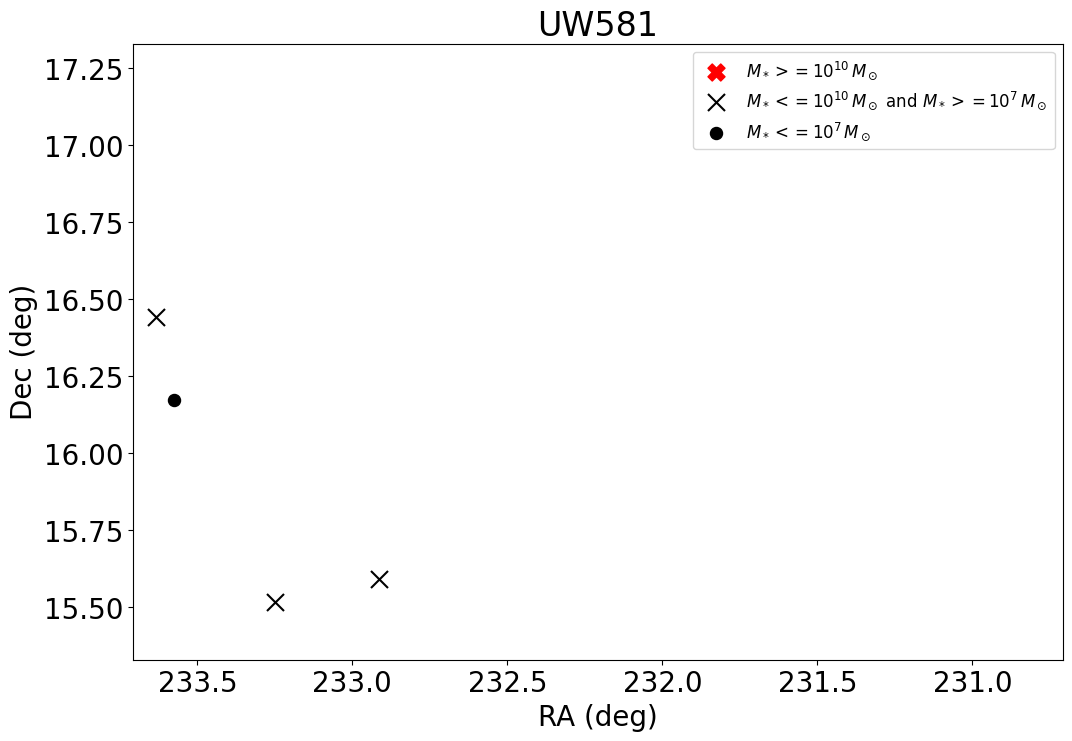 UW581
M* >= 10^10 M⊙
M* <= 10^10 M⊙ and M* >= 10^7 M⊙
M* <= 10^7 M⊙
17.25
17.00
16.75
16.50
16.25
16.00
15.75
15.50
Dec (deg)
233.5 233.0 232.5 232.0 231.5 231.0
RA (deg)